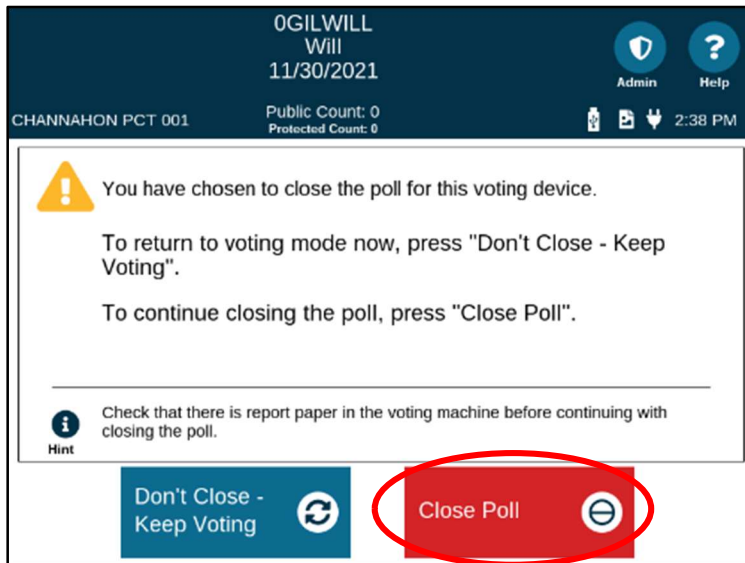 0GILWILL
Will
11/30/2021
Admin
Help
CHANNAHON PCT 001
Public Count: 0
Protected Count: 0
2:38 PM
You have chosen to close the poll for this voting device.
To return to voting mode now, press "Don't Close - Keep
Voting".
To continue closing the poll, press "Close Poll".
Check that there is report paper in the voting machine before continuing with
closing the poll.
Hint
Don't Close -
Keep Voting
Close Poll